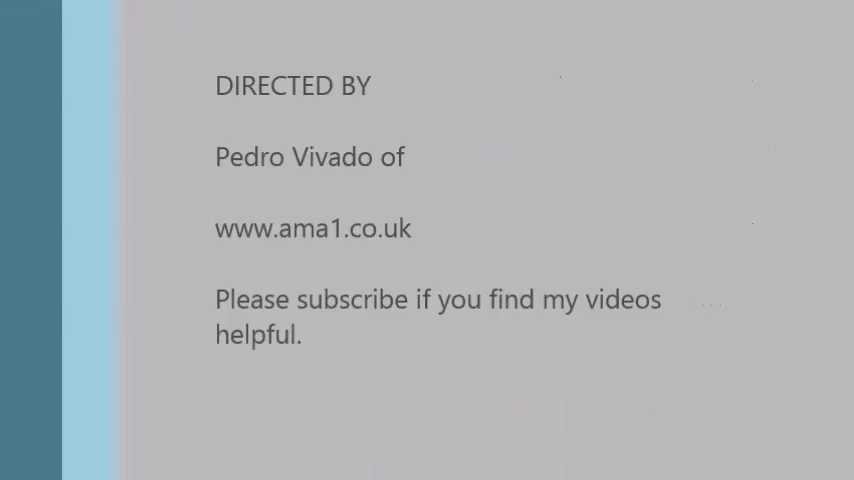 DIRECTED BY
Pedro Vivado of
www.ama1.co.uk
Please subscribe if you find my videos
helpful.